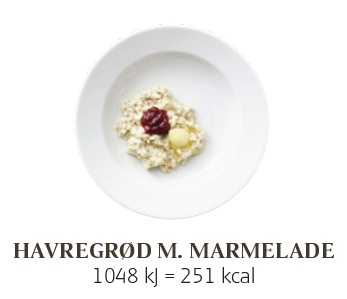 HAVREGRØD M. MARMELADE
1048 kJ = 251 kcal